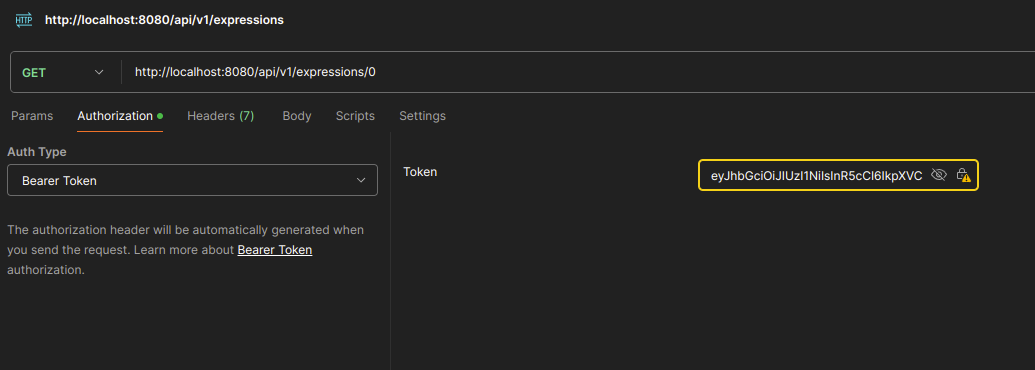 HTTP http://localhost:8080/api/v1/expressions
GET http://localhost:8080/api/v1/expressions/0
Params Authorization Headers (7) Body Scripts Settings
Auth Type
Bearer Token
The authorization header will be automatically generated when
you send the request. Learn more about Bearer Token
authorization.
Token eyJhbGciOiJIUzI1NiIsInR5cCI6IkpXVC